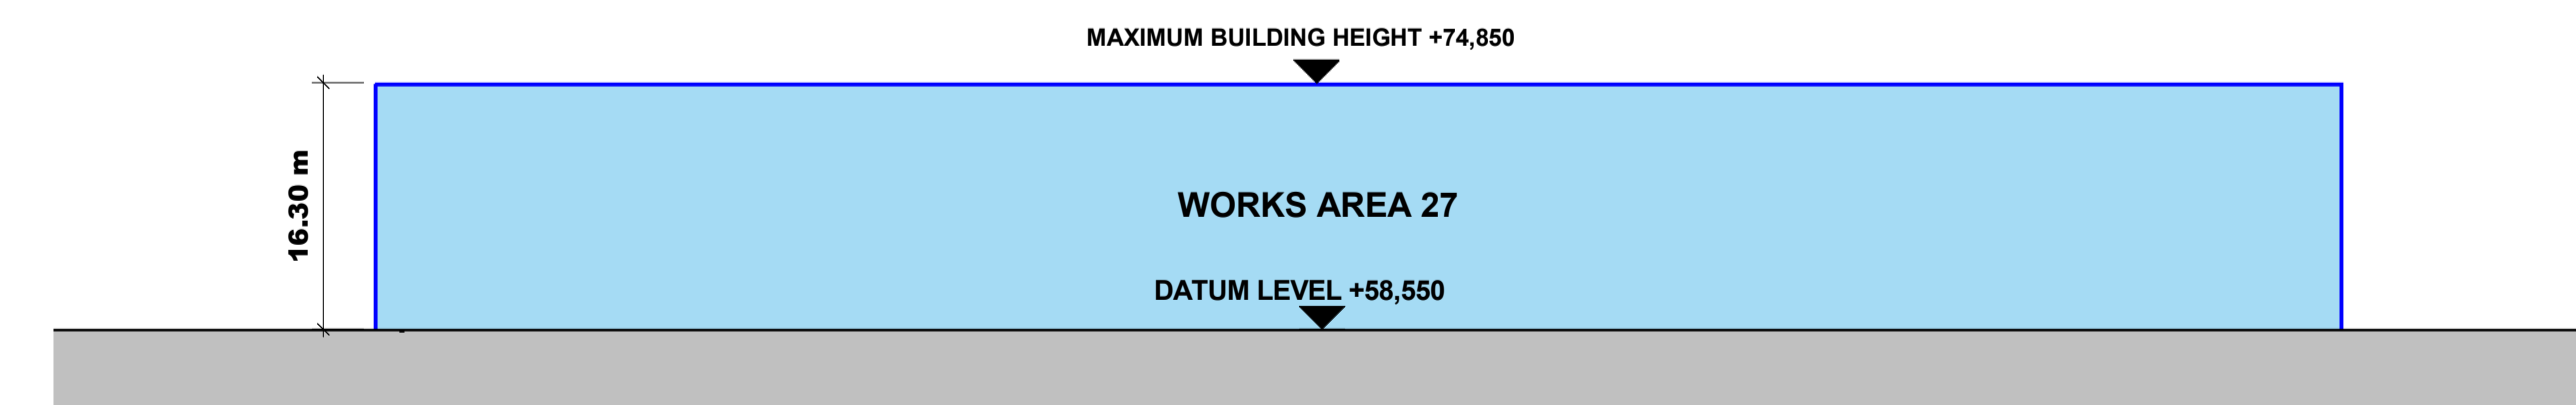 MAXIMUM BUILDING HEIGHT +74,850
16.30 m
WORKS AREA 27
DATUM LEVEL +58,550